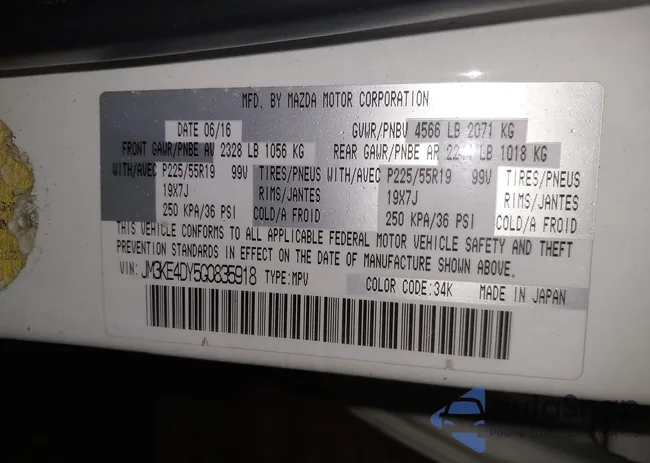 MFD. BY MAZDA MOTOR CORPORATION
DATE 06/16 GVWR/PNBV 4566 LB 2071 KG
FRONT GAWR/PNBE AV 2328 LB 1056 KG REAR GAWR/PNBE AR LB 1018 KG
WITH/AVEC P225/55R19 99V TIRES/PNEUS WITH/AVEC P225/55R19 99V TIRES/PNEUS
19X7J RIMS/JANTES 19X7J RIMS/JANTES
250 KPA/36 PSI COLD/A FROID 250 KPA/36 PSI COLD/A FROID
THIS VEHICLE CONFORMS TO ALL APPLICABLE FEDERAL MOTOR VEHICLE SAFETY AND THEFT
PREVENTION STANDARDS IN EFFECT ON THE DATE OF MANUFACTURE SHOWN ABOVE.
VIN: JM3KE4DY5G0835918 TYPE:MPV COLOR CODE:34K MADE IN JAPAN